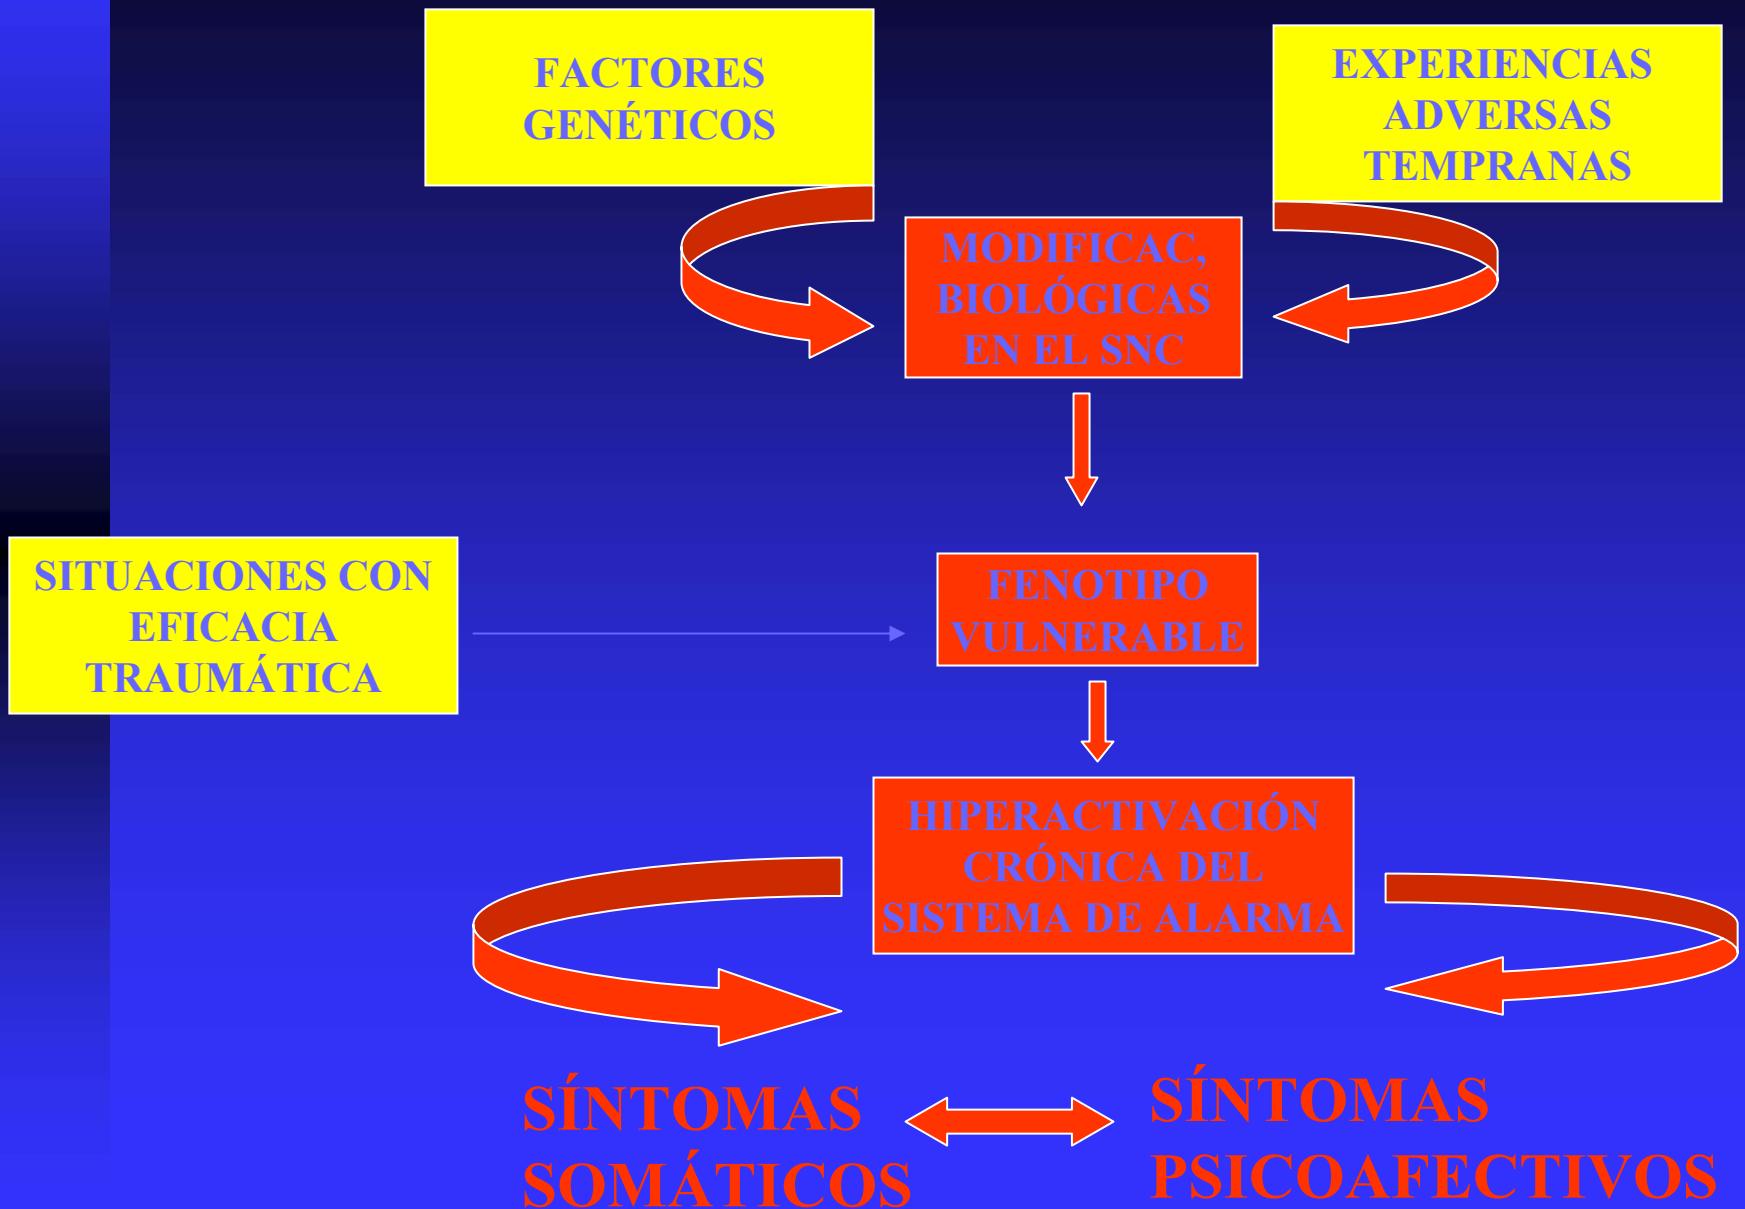 FACTORES
GENÉTICOS
EXPERIENCIAS
ADVERSAS
TEMPRANAS
MODIFICAC,
BIOLÓGICAS
EN EL SNC
SITUACIONES CON
EFICACIA
TRAUMÁTICA
FENOTIPO
VULNERABLE
HIPERACTIVACIÓN
CRÓNICA DEL
SISTEMA DE ALARMA
SÍNTOMAS
SOMÁTICOS
SÍNTOMAS
PSICOAFECTIVOS